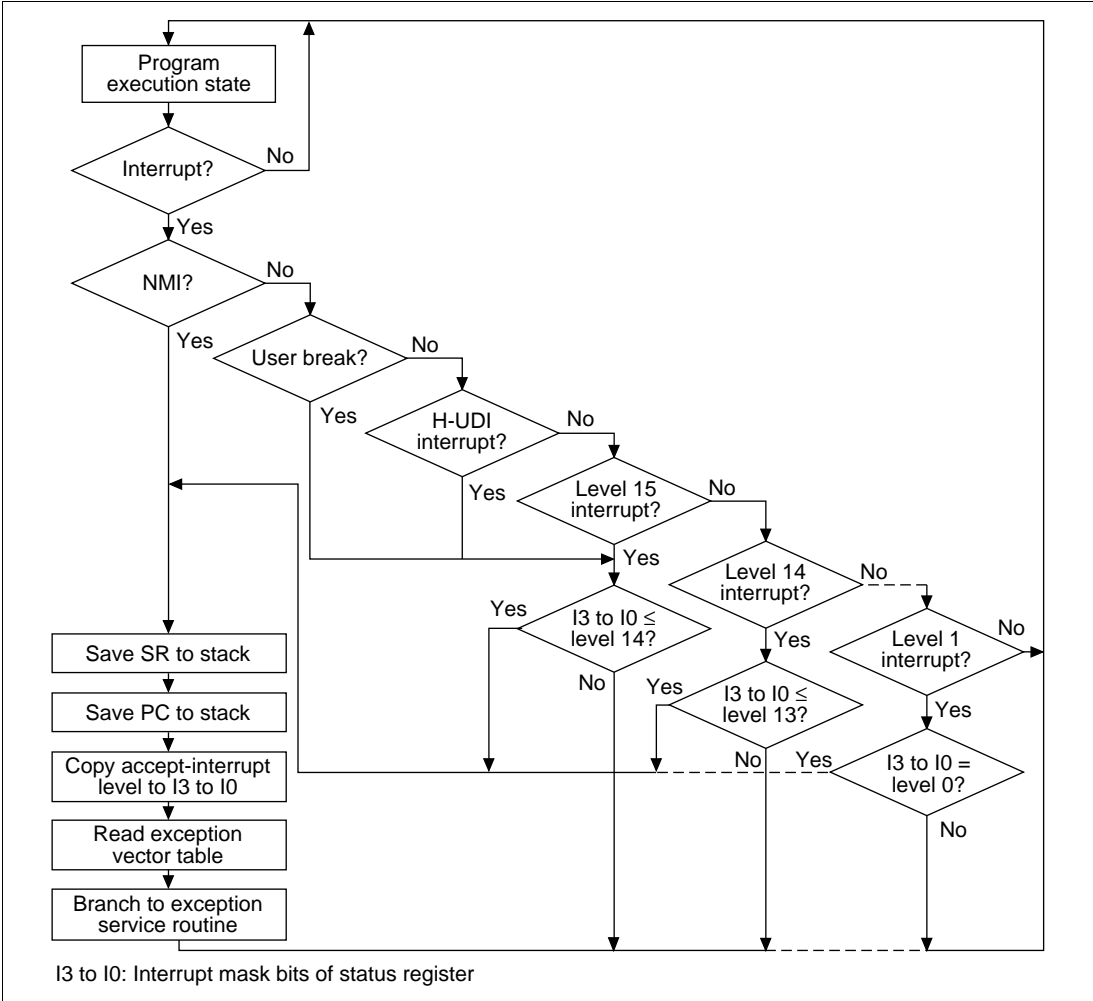 Program
execution state
Interrupt?
No
Yes
NMI?
No
Yes
User break?
No
Yes
H-UDI
interrupt?
No
Yes
Level 15
interrupt?
No
Yes
Level 14
interrupt?
No
Yes
I3 to I0 ≤
level 14?
Yes
No
Level 1
interrupt?
No
Yes
I3 to I0 ≤
level 13?
Yes
No
I3 to I0 =
level 0?
Yes
No
Save SR to stack
Save PC to stack
Copy accept-interrupt
level to I3 to I0
Read exception
vector table
Branch to exception
service routine
I3 to I0: Interrupt mask bits of status register